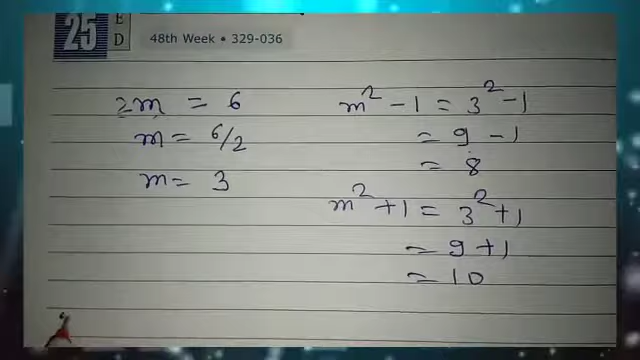 25
E
D
48th Week • 329-036
2m = 6
m = 6/2
m = 3
m² - 1 = 3² - 1
= 9 - 1
= 8
m² + 1 = 3² + 1
= 9 + 1
= 10